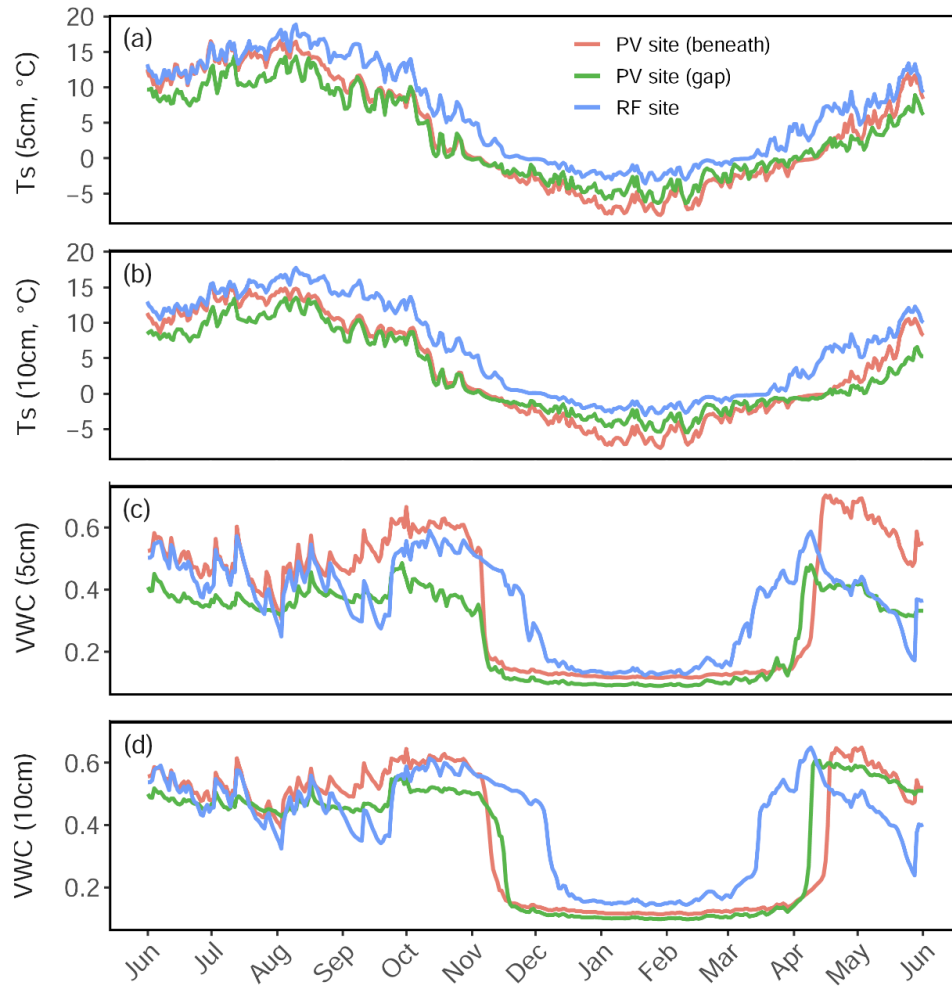 (a)
Ts (5cm, °C)
20
15
10
5
0
−5
PV site (beneath)
PV site (gap)
RF site
(b)
Ts (10cm, °C)
20
15
10
5
0
−5
(c)
VWC (5cm)
0.6
0.4
0.2
(d)
VWC (10cm)
0.6
0.4
0.2
Jun
Jul
Aug
Sep
Oct
Nov
Dec
Jan
Feb
Mar
Apr
May
Jun